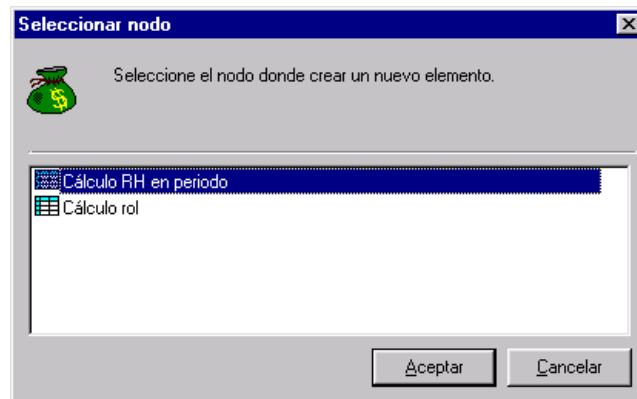 Seleccionar nodo
Seleccione el nodo donde crear un nuevo elemento.
Cálculo RH en periodo
Cálculo rol
Aceptar
Cancelar